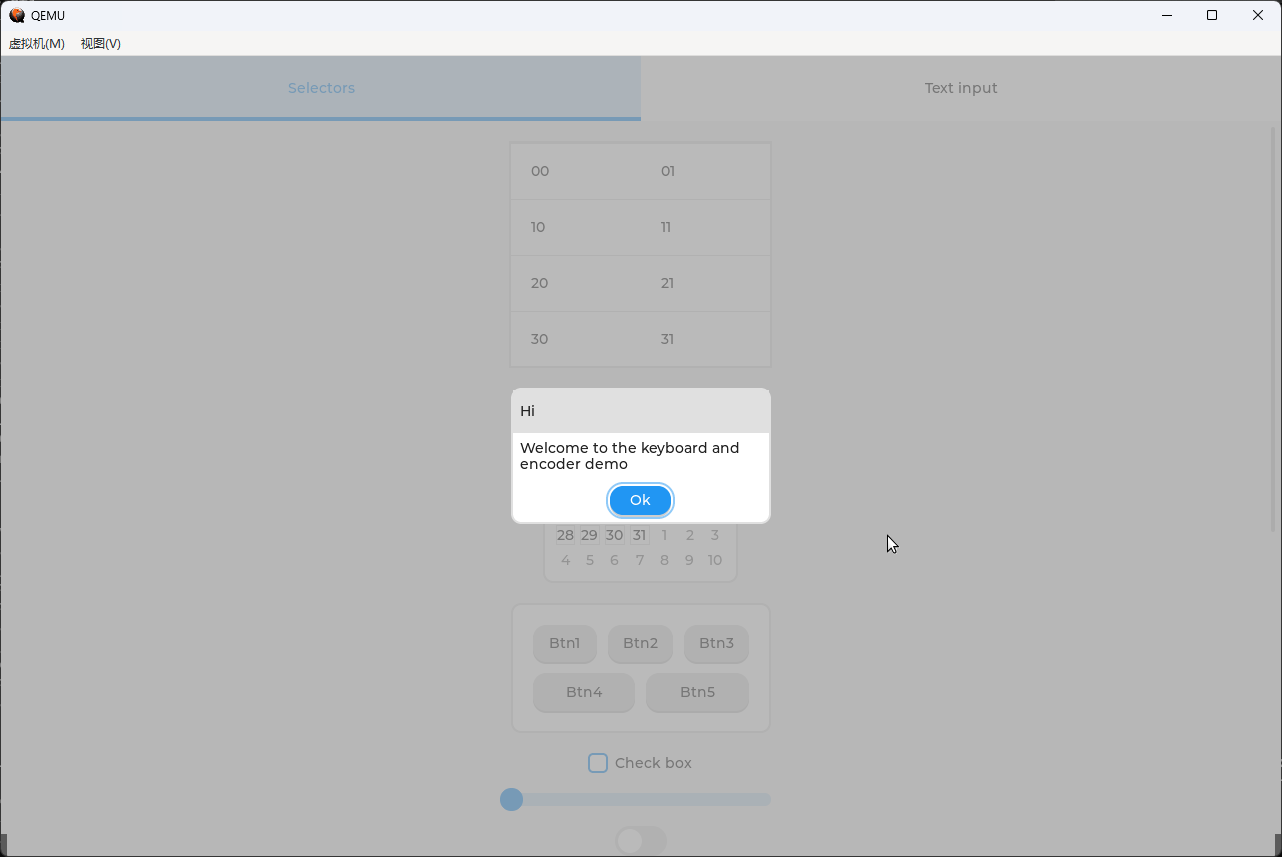 QEMU
虚拟机(M) 视图(V)
Selectors Text input
00 01
10 11
20 21
30 31
Hi
Welcome to the keyboard and
encoder demo
Ok
28 29 30 31 1 2 3
4 5 6 7 8 9 10
Btn1 Btn2 Btn3
Btn4 Btn5
Check box